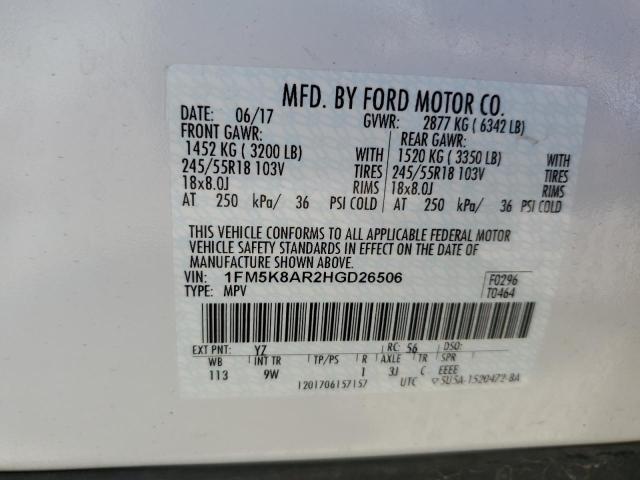 MFD. BY FORD MOTOR CO.
DATE: 06/17 GVWR: 2877 KG ( 6342 LB)
FRONT GAWR: REAR GAWR:
1452 KG ( 3200 LB) WITH 1520 KG ( 3350 LB) WITH
245/55R18 103V TIRES 245/55R18 103V TIRES
18x8.0J RIMS 18x8.0J RIMS
AT 250 kPa/ 36 PSI COLD AT 250 kPa/ 36 PSI COLD
THIS VEHICLE CONFORMS TO ALL APPLICABLE FEDERAL MOTOR
VEHICLE SAFETY STANDARDS IN EFFECT ON THE DATE OF
MANUFACTURE SHOWN ABOVE.
VIN: 1FM5K8AR2HGD26506 F0296
TYPE: MPV T0464
EXT PNT: YZ RC: 56 DSO:
WB INT TR TP/PS R AXLE TR SPR
113 9W I 3J C EEEE
1201706157157 UTC ▽SU5A-1520472-BA